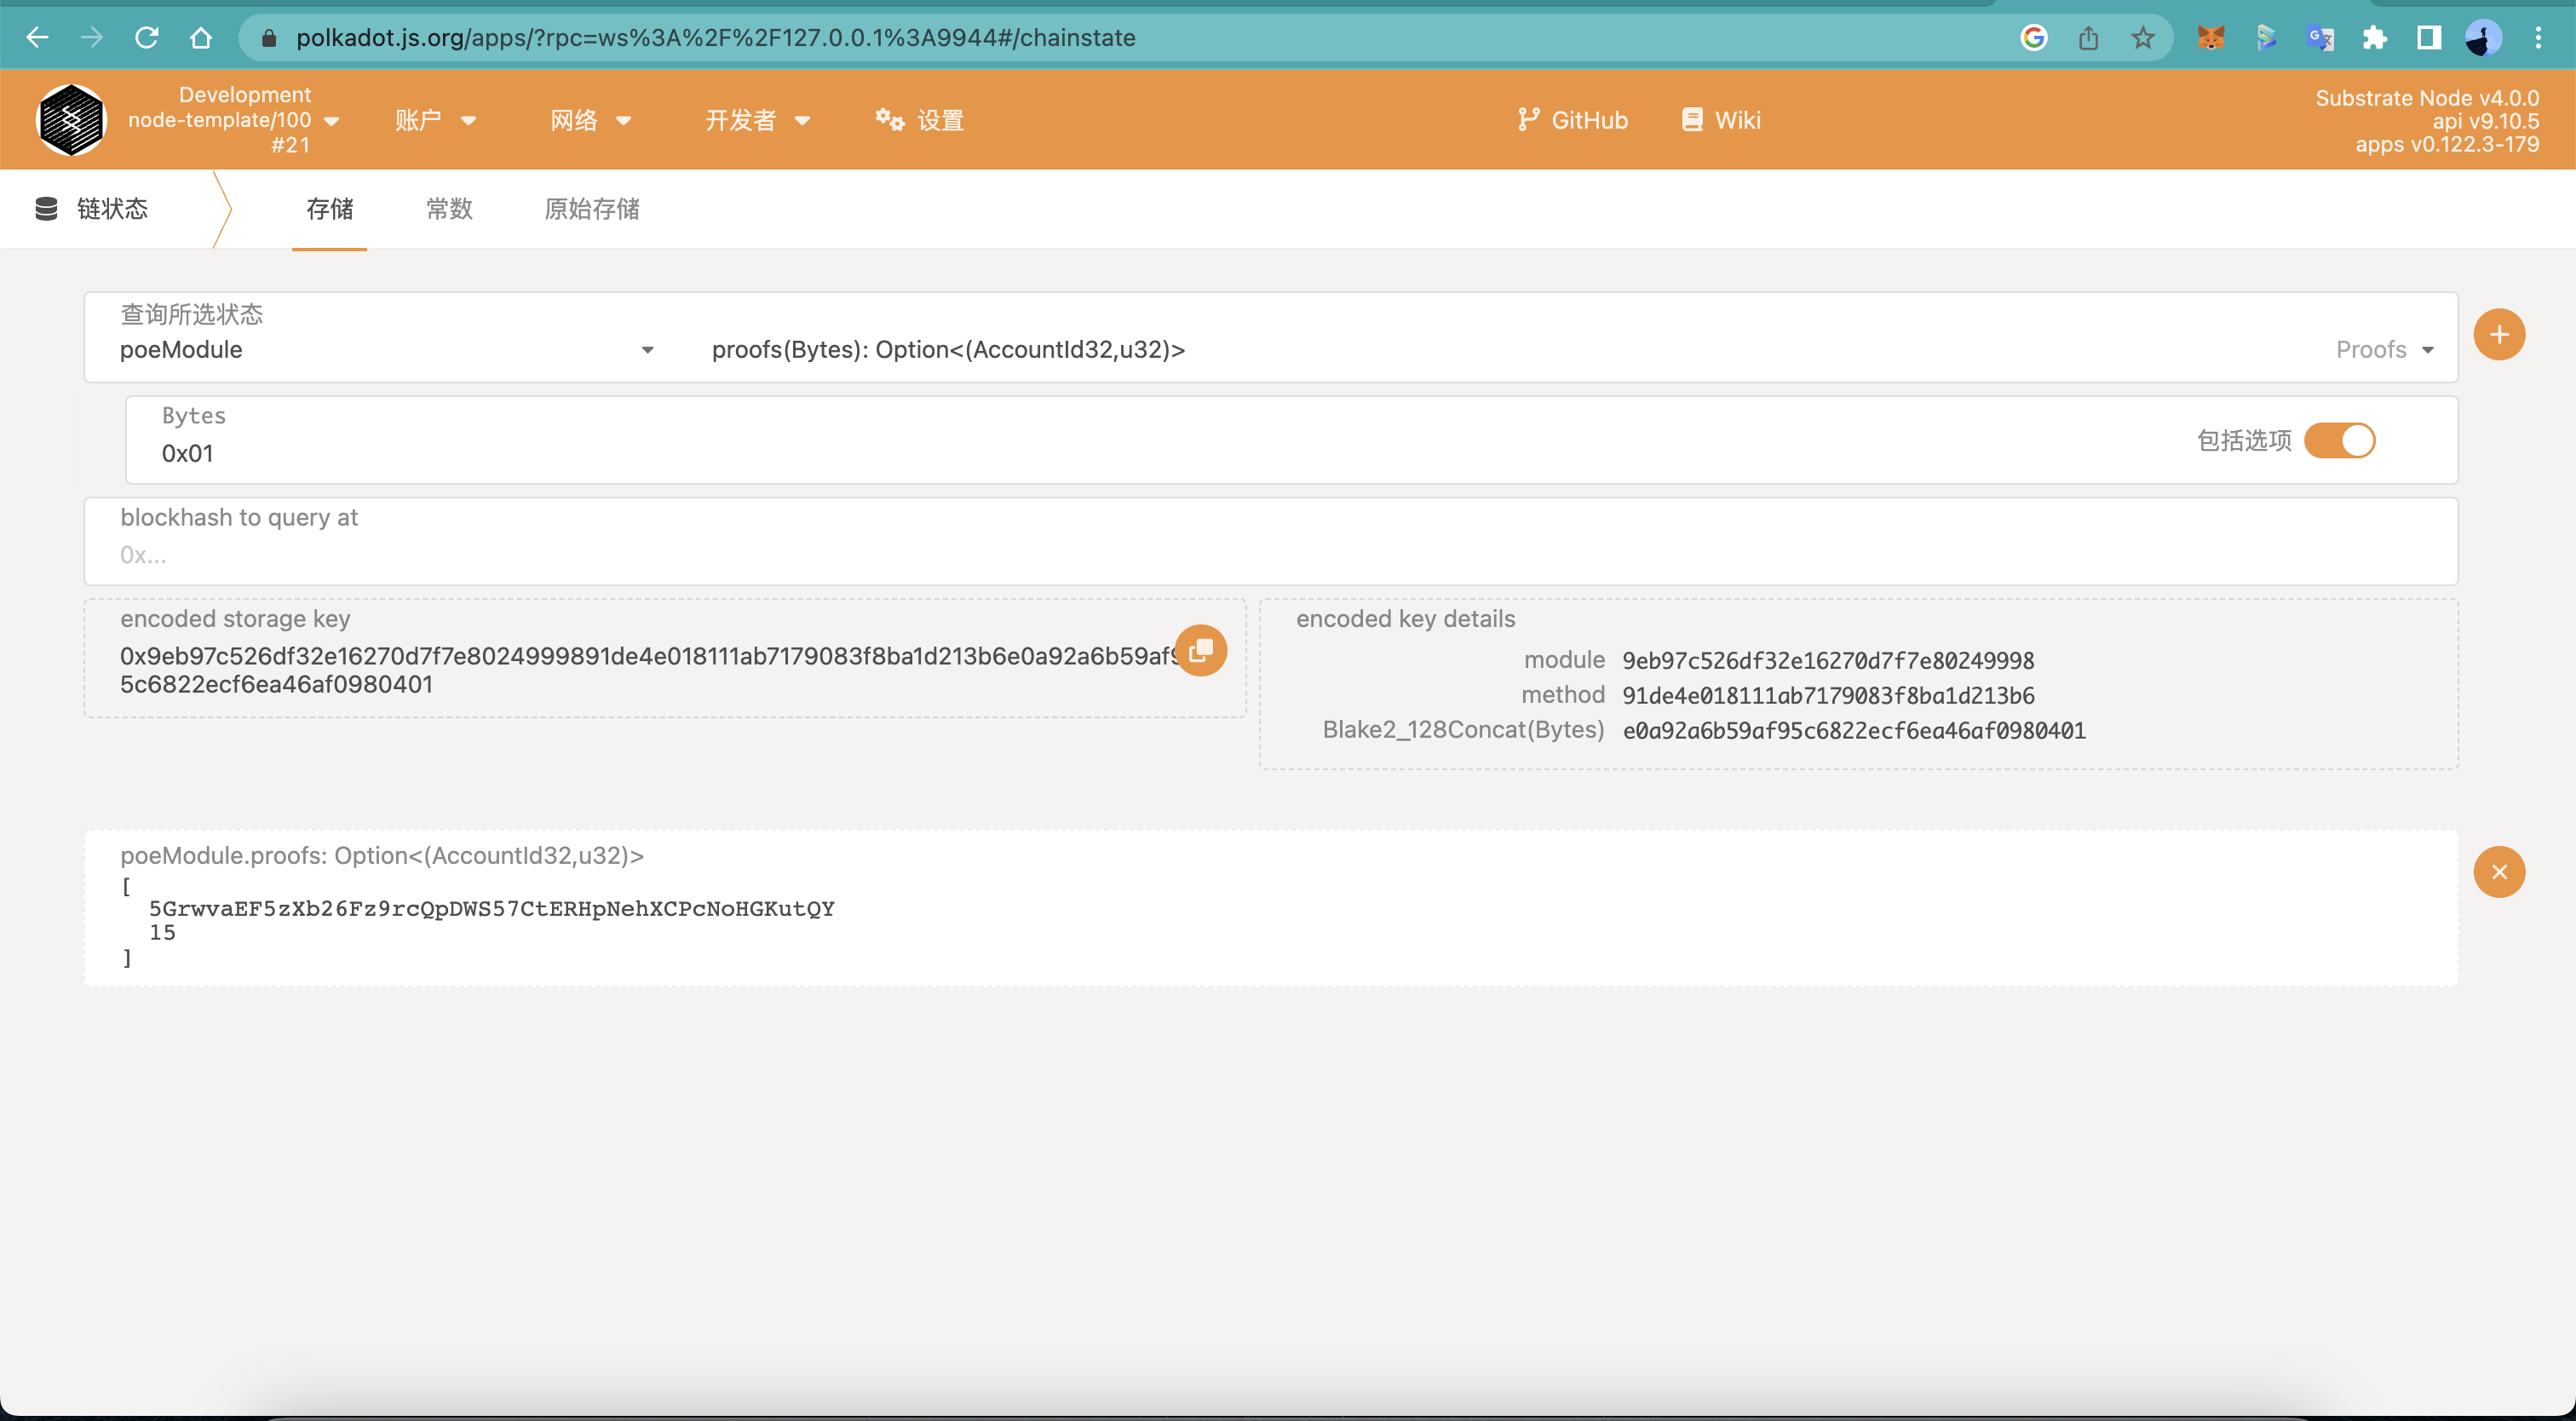 polkadot.js.org/apps/?rpc=ws%3A%2F%2F127.0.0.1%3A9944#/chainstate
Development
node-template/100
#21
账户
网络
开发者
设置
GitHub
Wiki
Substrate Node v4.0.0
api v9.10.5
apps v0.122.3-179
链状态
存储
常数
原始存储
查询所选状态
poeModule
proofs(Bytes): Option<(AccountId32,u32)>
Proofs
Bytes
0x01
包括选项
blockhash to query at
0x...
encoded storage key
0x9eb97c526df32e16270d7f7e8024999891de4e018111ab7179083f8ba1d213b6e0a92a6b59af9
5c6822ecf6ea46af0980401
encoded key details
module 9eb97c526df32e16270d7f7e80249998
method 91de4e018111ab7179083f8ba1d213b6
Blake2_128Concat(Bytes) e0a92a6b59af95c6822ecf6ea46af0980401
poeModule.proofs: Option<(AccountId32,u32)>
[
5GrwvaEF5zXb26Fz9rcQpDWS57CtERHpNehXCPcNoHGKutQY
15
]